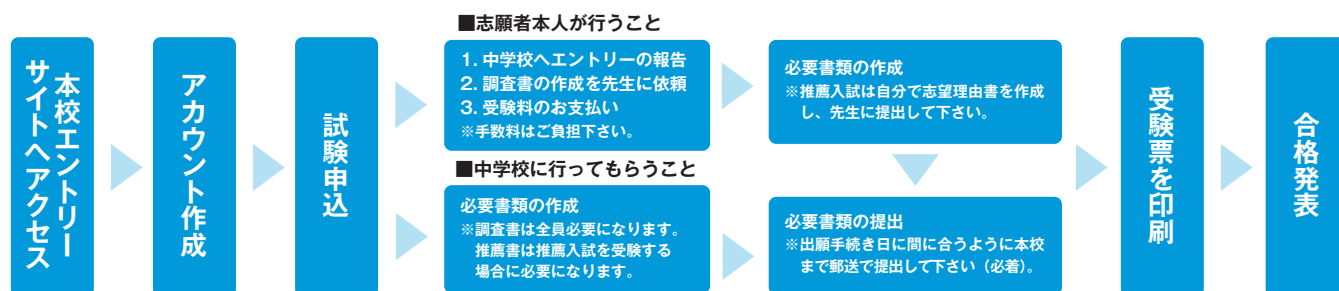 本校エントリー
サイトへアクセス
アカウント作成
試験申込
■志願者本人が行うこと
1. 中学校へエントリーの報告
2. 調査書の作成を先生に依頼
3. 受験料のお支払い
※手数料はご負担下さい。
■中学校に行ってもらうこと
必要書類の作成
※調査書は全員必要になります。
推薦書は推薦入試を受験する
場合に必要になります。
必要書類の作成
※推薦入試は自分で志望理由書を作成
し、先生に提出して下さい。
必要書類の提出
※出願手続き日に間に合うように本校
まで郵送で提出して下さい（必着）。
受験票を印刷
合格発表